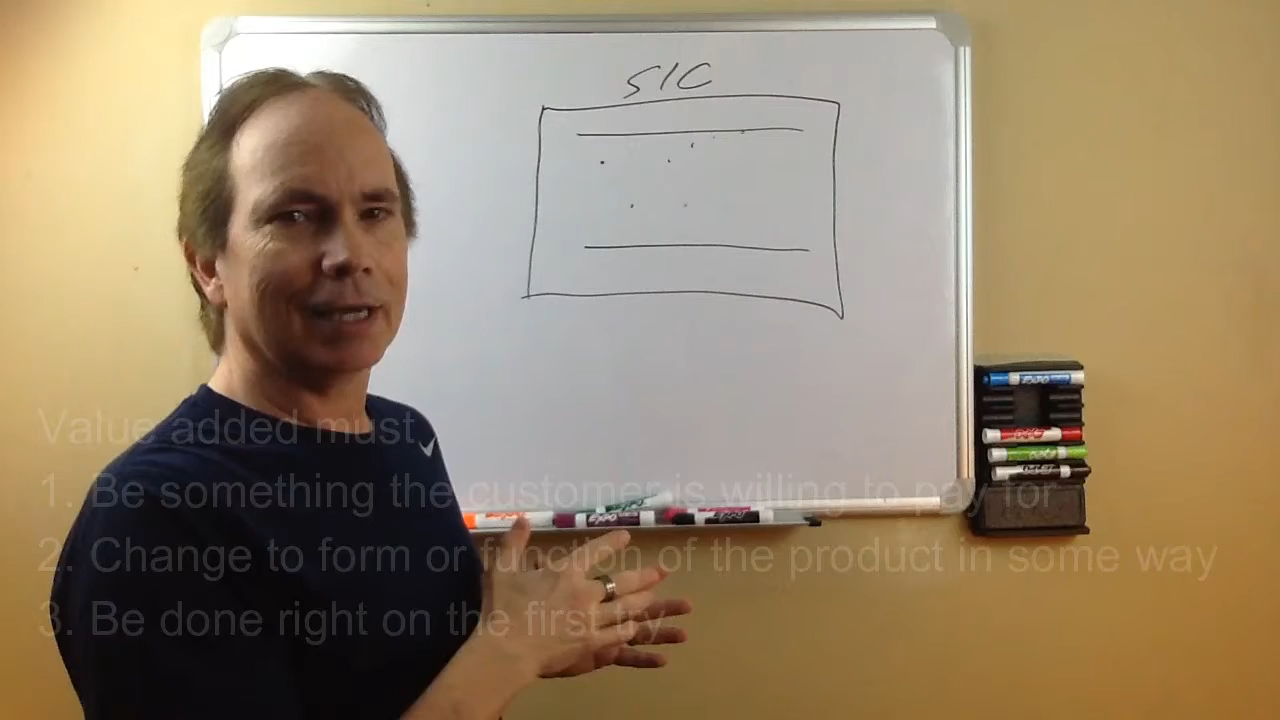 SIC
Value added must
1. Be something the customer is willing to pay for
2. Change to form or function of the product in some way
3. Be done right on the first try